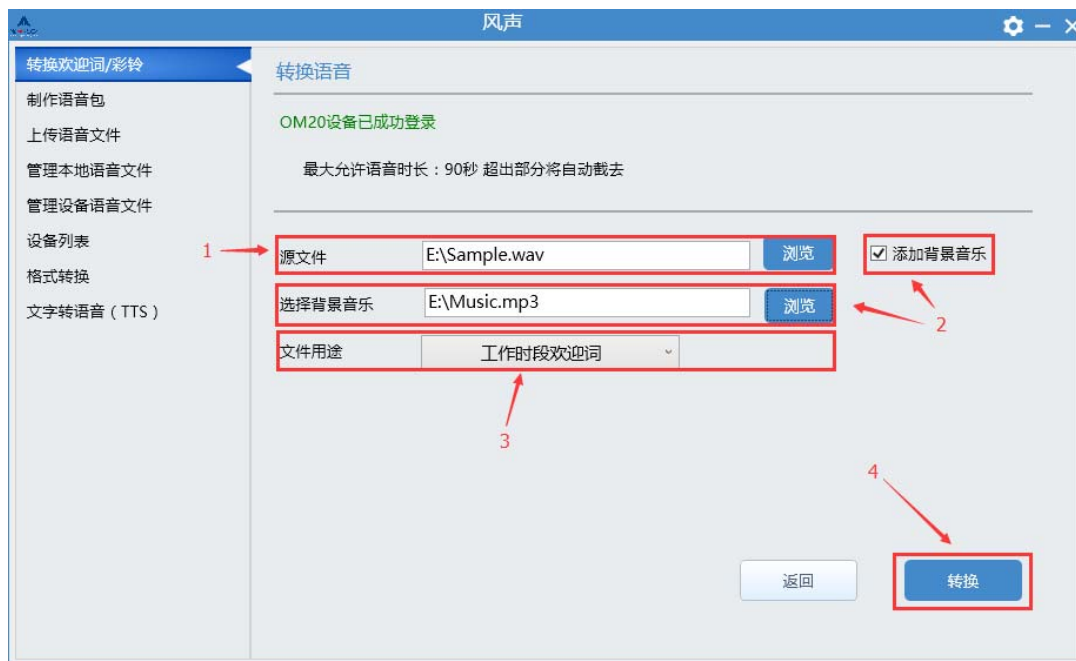 风声
转换欢迎词/彩铃
制作语音包
上传语音文件
管理本地语音文件
管理设备语音文件
设备列表
格式转换
文字转语音（TTS）
转换语音
OM20设备已成功登录
最大允许语音时长：90秒 超出部分将自动截去
1
源文件 E:\Sample.wav 浏览 添加背景音乐
选择背景音乐 E:\Music.mp3 浏览
2
文件用途 工作时段欢迎词
3
4
返回 转换